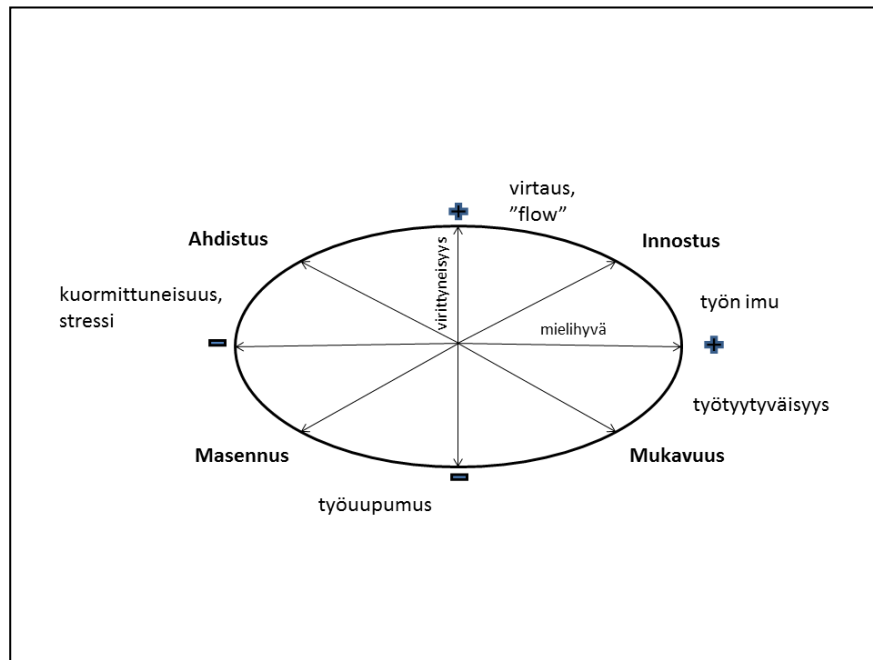 virtaus,
”flow”
Ahdistus
Innostus
virittyneisyys
kuormittuneisuus,
stressi
työn imu
mielihyvä
työtyytyväisyys
Masennus
Mukavuus
työuupumus